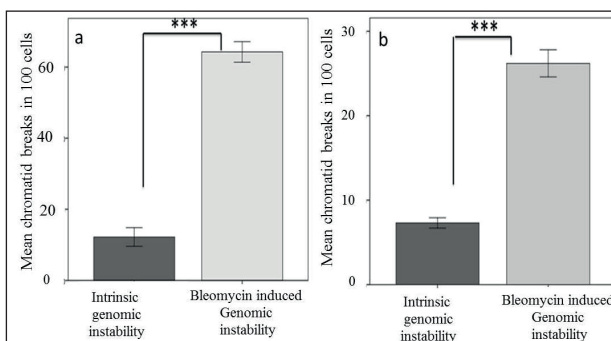 a
***
Mean chromatid breaks in 100 cells
60
40
20
0
Intrinsic
genomic
instability
Bleomycin induced
Genomic
instability
b
***
Mean chromatid breaks in 100 cells
30
20
10
0
Intrinsic
genomic
instability
Bleomycin induced
Genomic
instability